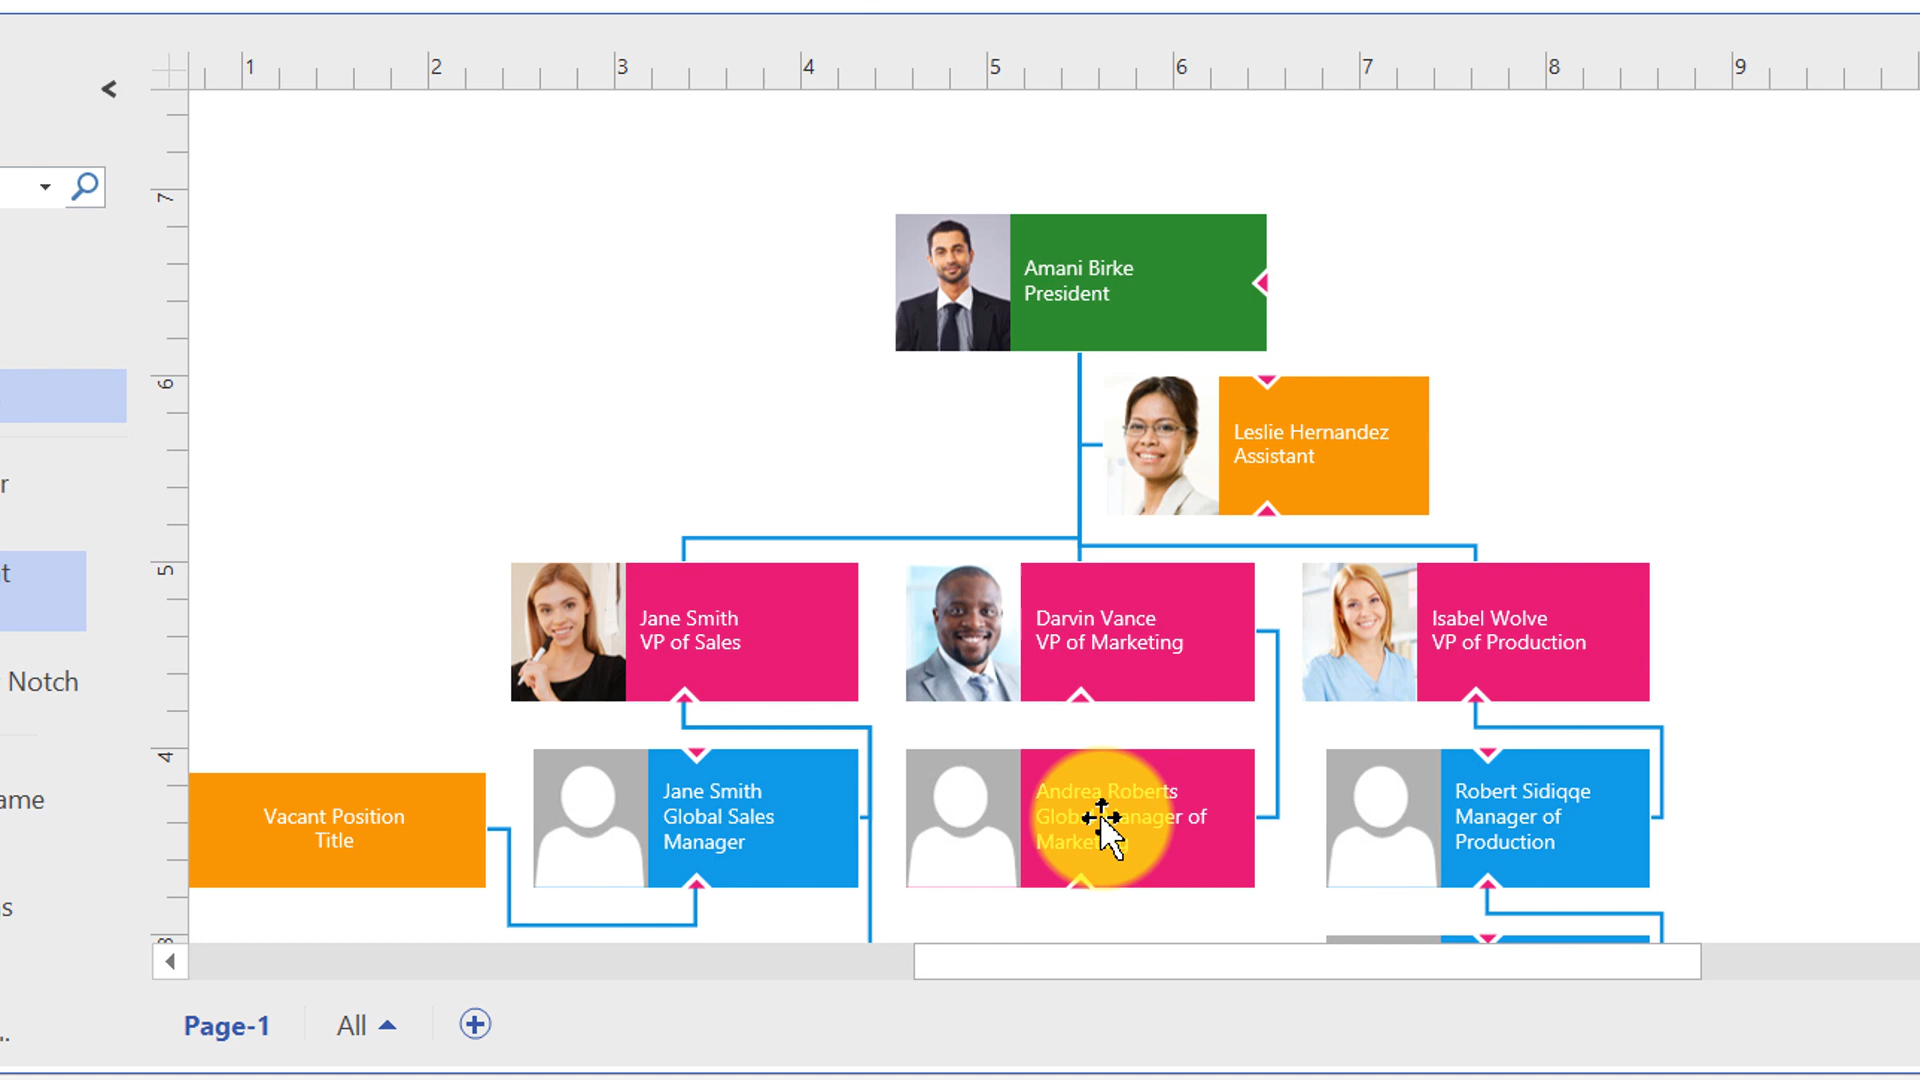 1 2 3 4 5 6 7 8 9
7
6
5
4
Amani Birke
President
Leslie Hernandez
Assistant
Jane Smith
VP of Sales
Darvin Vance
VP of Marketing
Isabel Wolve
VP of Production
Vacant Position
Title
Jane Smith
Global Sales
Manager
Andrea Roberts
Manager of
Robert Sidiqqe
Manager of
Production
r
t
Notch
ame
s
..
Page-1
All